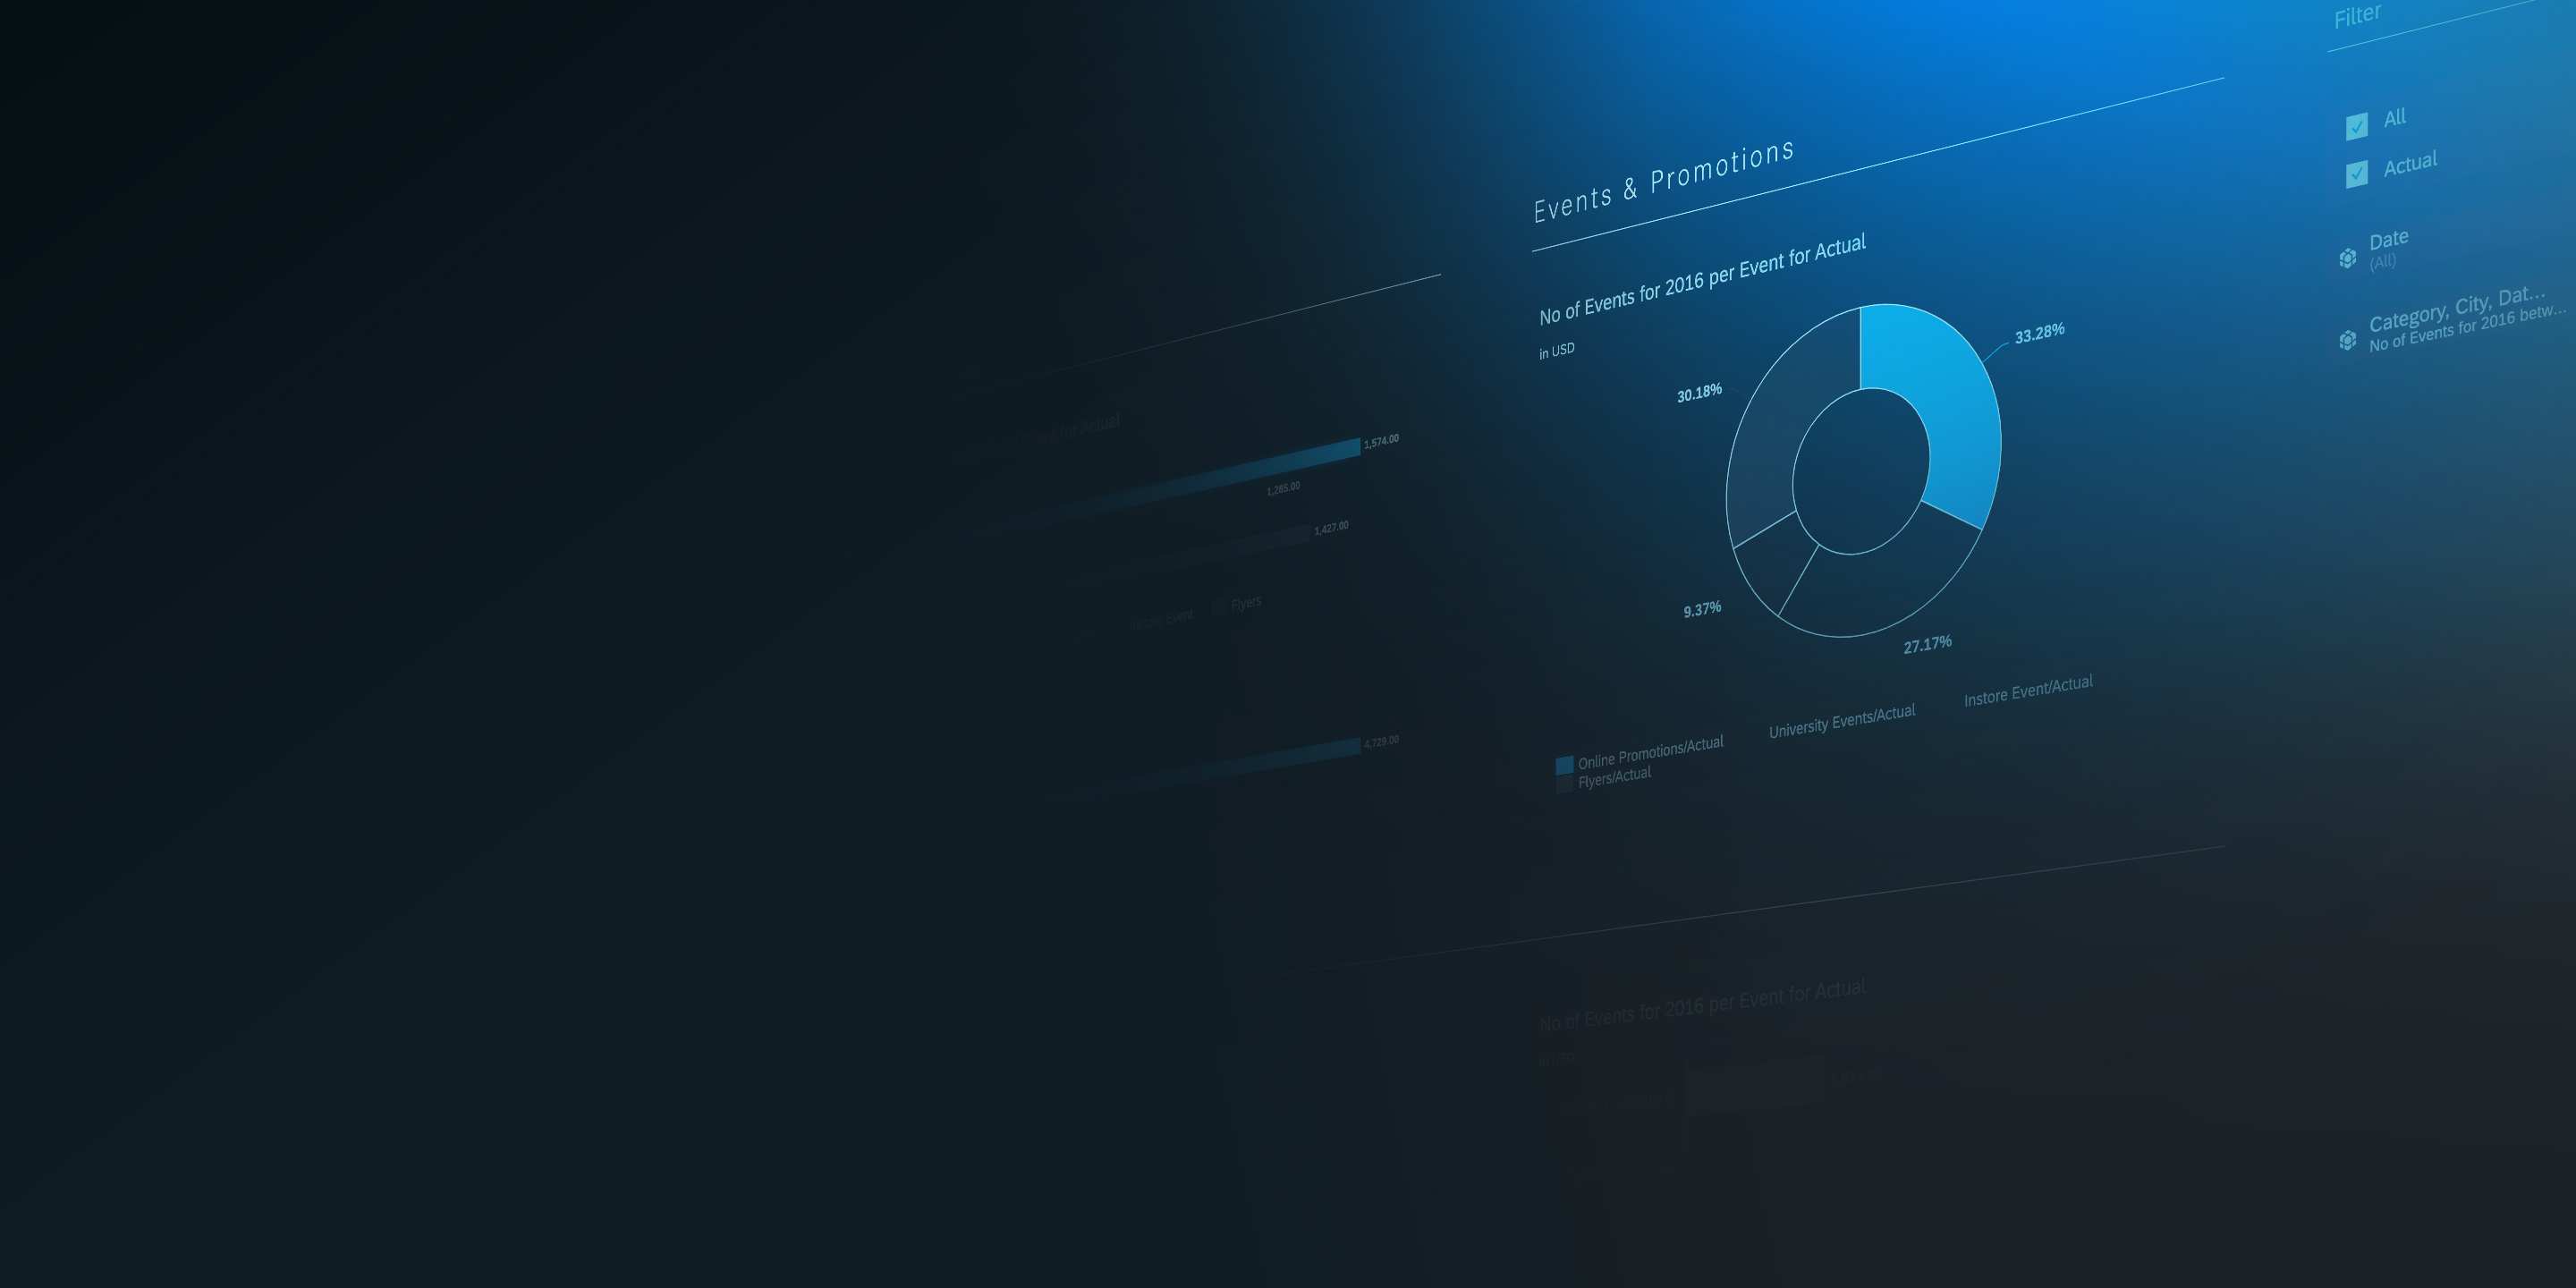 Filter
All
Actual
Date
(All)
Category, City, Dat...
No of Events for 2016 betw...
Events & Promotions
No of Events for 2016 per Event for Actual
in USD
33.28%
30.18%
9.37%
27.17%
Online Promotions/Actual
University Events/Actual
Instore Event/Actual
Flyers/Actual
for Actual
1,574.00
1,285.00
1,427.00
Instore Event
Flyers
4,729.00
No of Events for 2016 per Event for Actual
in USD